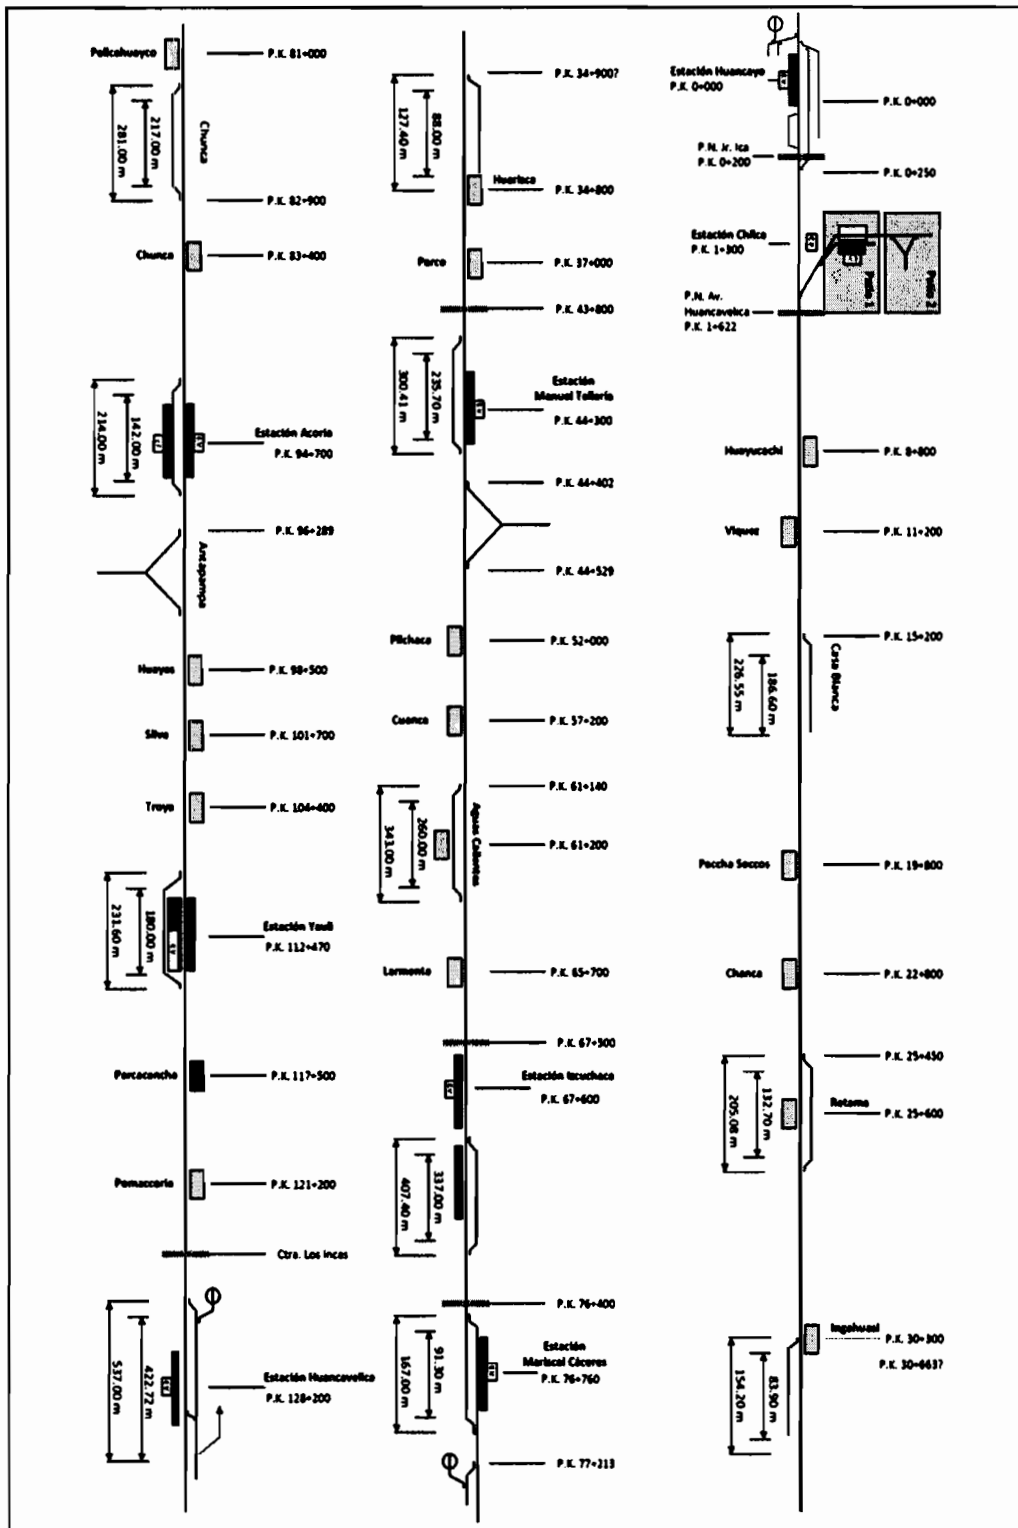 Estación Huancayo
P.K. 0+000
P.K. 0+000
P.N. Jr. Ica
P.K. 0+200
P.K. 0+250
Estación Chilca
P.K. 1+300
Patio 1
Patio 2
P.N. Av.
Huancavelica
P.K. 1+622
Huayucachi
P.K. 8+800
Viques
P.K. 11+200
P.K. 15+200
Casa Blanca
186.60 m
226.55 m
Paccha Soccos
P.K. 19+800
Chanca
P.K. 22+800
P.K. 25+450
Retama
P.K. 25+600
132.70 m
205.08 m
Ingahuasi
P.K. 30+300
P.K. 30+663?
83.90 m
154.20 m
P.K. 34+900?
88.00 m
127.40 m
Huarisca
P.K. 34+800
Parco
P.K. 37+000
P.K. 43+800
235.70 m
300.41 m
Estación
Manuel Tellería
P.K. 44+300
P.K. 44+402
P.K. 44+529
Pilchaca
P.K. 52+000
Cuenca
P.K. 57+200
P.K. 61+140
Aguas Calientes
P.K. 61+200
260.00 m
343.00 m
Larmenta
P.K. 65+700
P.K. 67+500
Estación Izcuchaca
P.K. 67+600
337.00 m
407.40 m
P.K. 76+400
Estación
Mariscal Cáceres
P.K. 76+760
91.30 m
167.00 m
P.K. 77+213
Pallcahuayco
P.K. 81+000
Chunca
217.00 m
281.00 m
P.K. 82+900
Chunca
P.K. 83+400
Estación Acoria
P.K. 94+700
142.00 m
214.00 m
P.K. 96+289
Antapampa
Huayos
P.K. 98+500
Silva
P.K. 101+700
Troya
P.K. 104+400
Estación Yauli
P.K. 112+470
180.00 m
231.60 m
Parcaconcha
P.K. 117+500
Pomaccoria
P.K. 121+200
Ctra. Los Incas
Estación Huancavelica
P.K. 128+200
422.72 m
537.00 m